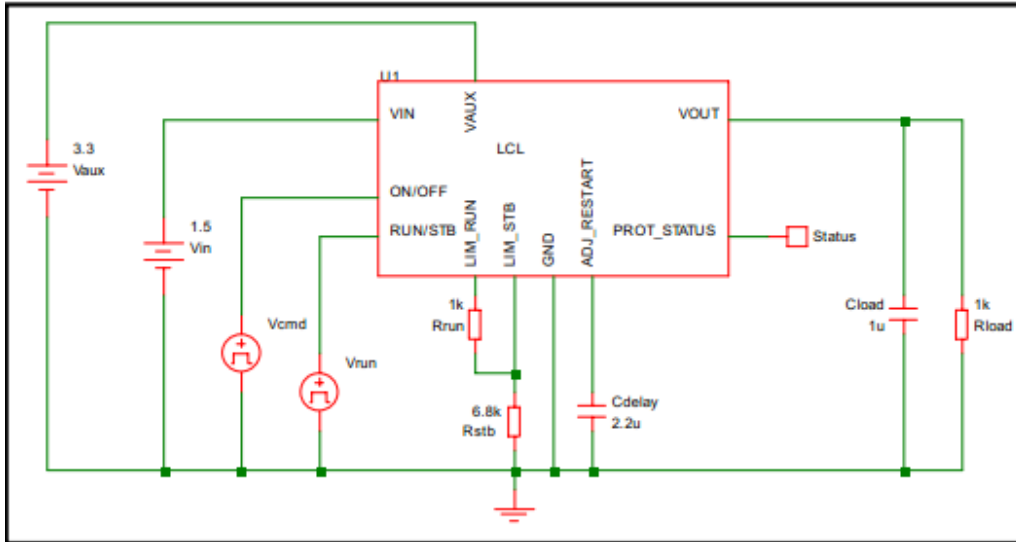 U1
VIN
VAUX
VOUT
LCL
3.3
Vaux
ON/OFF
RUN/STB
LIM_RUN
LIM_STB
GND
ADJ_RESTART
PROT_STATUS
Status
1.5
Vin
Vcmd
Vrun
1k
Rrun
6.8k
Rstb
Cdelay
2.2u
Cload
1u
1k
Rload